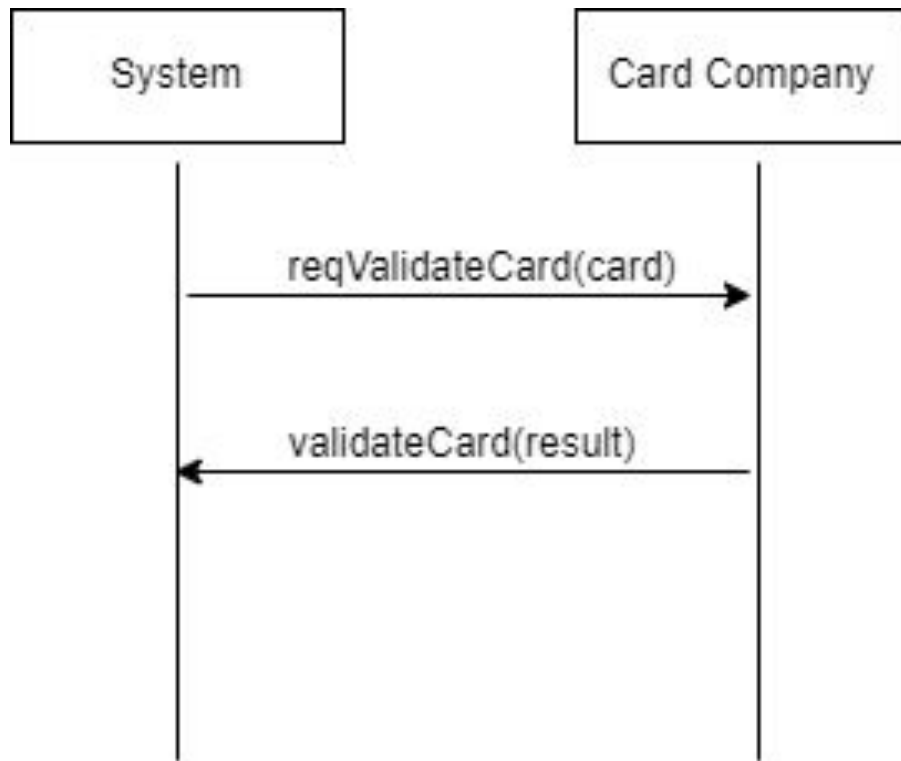 System
Card Company
reqValidateCard(card)
validateCard(result)